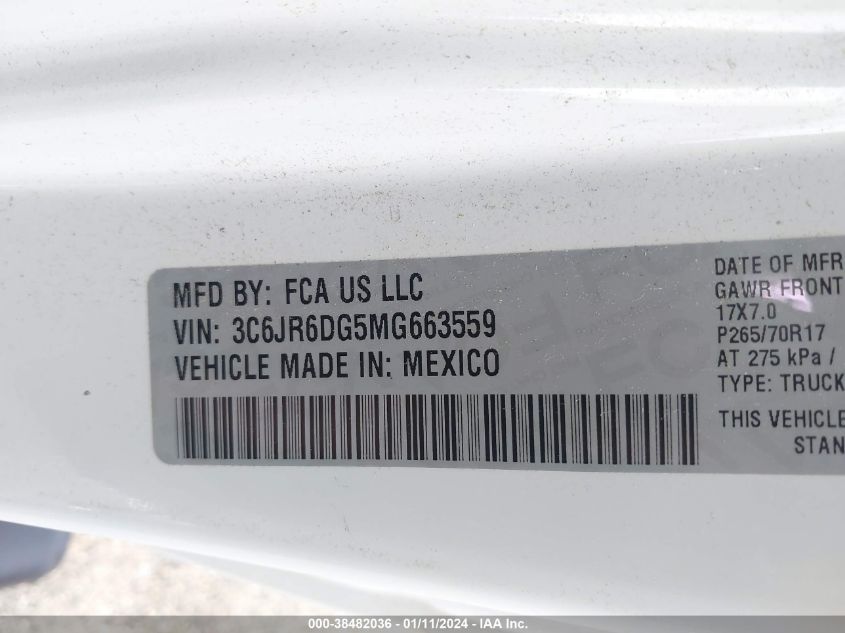 MFD BY: FCA US LLC
VIN: 3C6JR6DG5MG663559
VEHICLE MADE IN: MEXICO
DATE OF MFR
GAWR FRONT
17X7.0
P265/70R17
AT 275 kPa /
TYPE: TRUCK
THIS VEHICLE
STAN
000-38482036 - 01/11/2024 - IAA Inc.